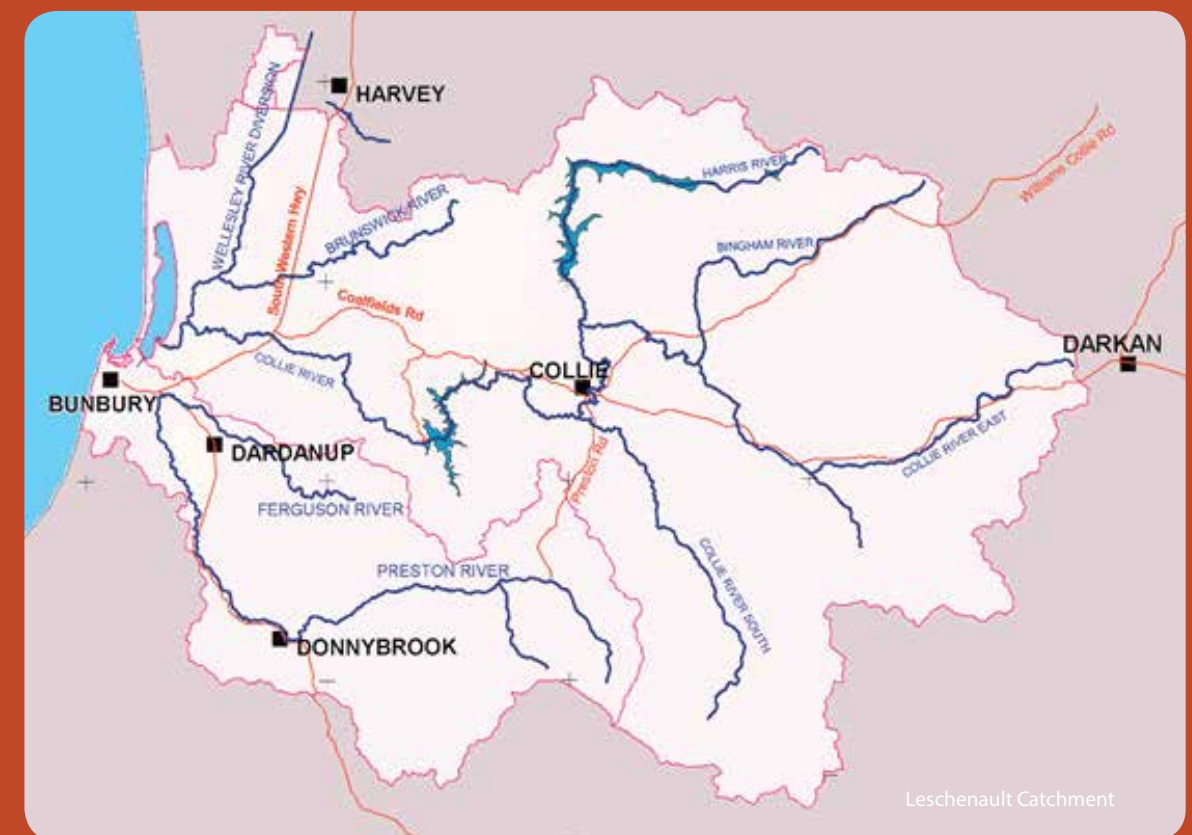 HARVEY
WELLESLEY RIVER DIVERSION
South Western Hwy
BRUNSWICK RIVER
HARRIS RIVER
Williams Collie Rd
BINGHAM RIVER
Coalfields Rd
DARKAN
COLLIE RIVER
COLLIE
BUNBURY
DARDANUP
COLLIE RIVER EAST
Preston Rd
FERGUSON RIVER
PRESTON RIVER
COLLIE RIVER SOUTH
DONNYBROOK
Leschenault Catchment